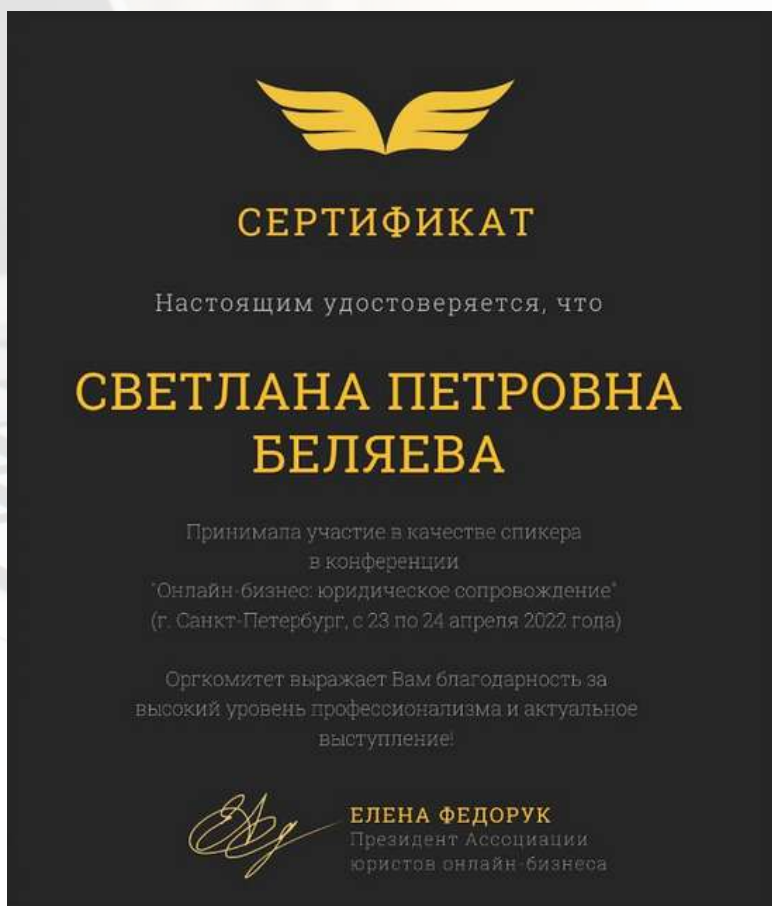 СЕРТИФИКАТ
Настоящим удостоверяется, что
СВЕТЛАНА ПЕТРОВНА
БЕЛЯЕВА
Принимала участие в качестве спикера
в конференции
"Онлайн-бизнес: юридическое сопровождение"
(г. Санкт-Петербург, с 23 по 24 апреля 2022 года)
Оргкомитет выражает Вам благодарность за
высокий уровень профессионализма и актуальное
выступление!
ЕЛЕНА ФЕДОРУК
Президент Ассоциации
юристов онлайн-бизнеса